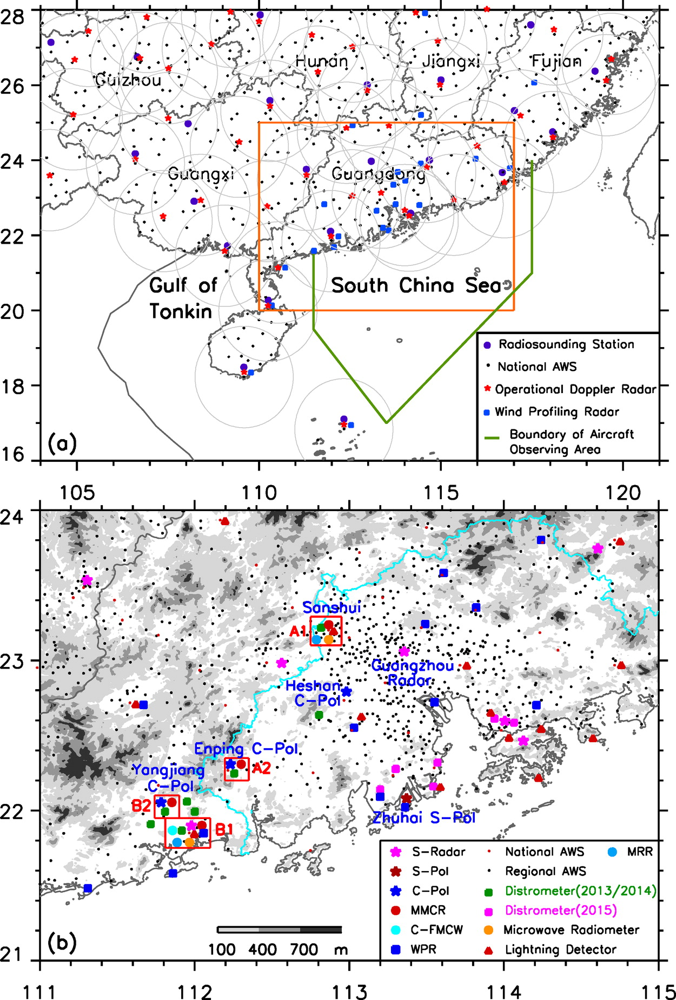 28
26
24
22
20
18
16
Hunan
Jiangxi
Fujian
Guizhou
Guangxi
Guangdong
Gulf of
Tonkin
South China Sea
Radiosounding Station
National AWS
Operational Doppler Radar
Wind Profiling Radar
Boundary of Aircraft
Observing Area
(a)
105 110 115 120
24
23
22
21
Sanshui
A1
Guangzhou
Radar
Heshan
C-Pol
Enping C-Pol
A2
Yangjiang
C-Pol
B2
B1
Zhuhai S-Pol
S-Radar National AWS MRR
S-Pol Regional AWS
C-Pol Distrometer(2013/2014)
MMCR Distrometer(2015)
C-FMCW Microwave Radiometer
WPR Lightning Detector
(b)
100 400 700 m
111 112 113 114 115